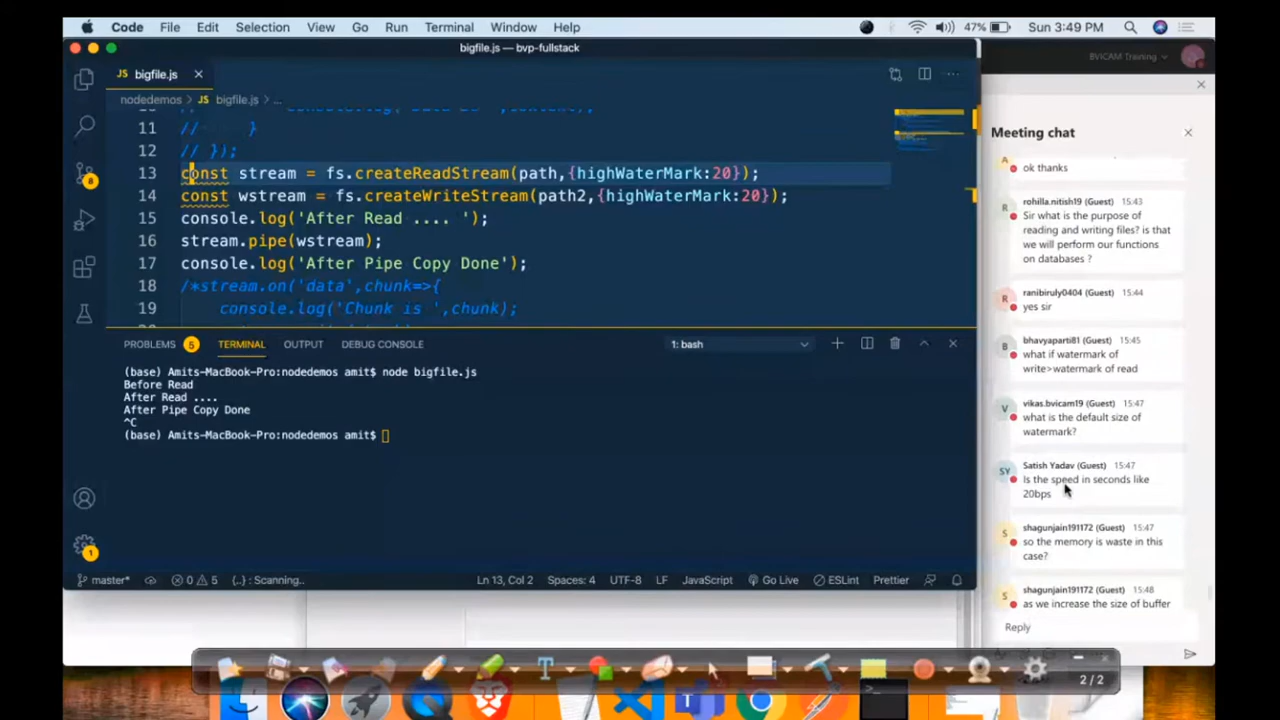 Code File Edit Selection View Go Run Terminal Window Help 47% Sun 3:49 PM
bigfile.js — bvp-fullstack
BVICAM Training
JS bigfile.js
nodedemos > JS bigfile.js > ...
11 // }
12 // });
13 const stream = fs.createReadStream(path,{highWaterMark:20});
14 const wstream = fs.createWriteStream(path2,{highWaterMark:20});
15 console.log('After Read .... ');
16 stream.pipe(wstream);
17 console.log('After Pipe Copy Done');
18 /*stream.on('data',chunk=>{
19 console.log('Chunk is ',chunk);
8
1
PROBLEMS 5 TERMINAL OUTPUT DEBUG CONSOLE 1: bash
(base) Amits-MacBook-Pro:nodedemos amit$ node bigfile.js
Before Read
After Read ....
After Pipe Copy Done
^C
(base) Amits-MacBook-Pro:nodedemos amit$
master* 0 5 {..} : Scanning.. Ln 13, Col 2 Spaces: 4 UTF-8 LF JavaScript Go Live ESLint Prettier
Meeting chat
A
ok thanks
R
rohilla.nitish19 (Guest) 15:43
Sir what is the purpose of
reading and writing files? is that
we will perform our functions
on databases ?
R
ranibiruly0404 (Guest) 15:44
yes sir
B
bhavyaparti81 (Guest) 15:45
what if watermark of
write>watermark of read
V
vikas.bvicam19 (Guest) 15:47
what is the default size of
watermark?
SY
Satish Yadav (Guest) 15:47
Is the speed in seconds like
20bps
S
shagunjain191172 (Guest) 15:47
so the memory is waste in this
case?
S
shagunjain191172 (Guest) 15:48
as we increase the size of buffer
Reply
2 / 2